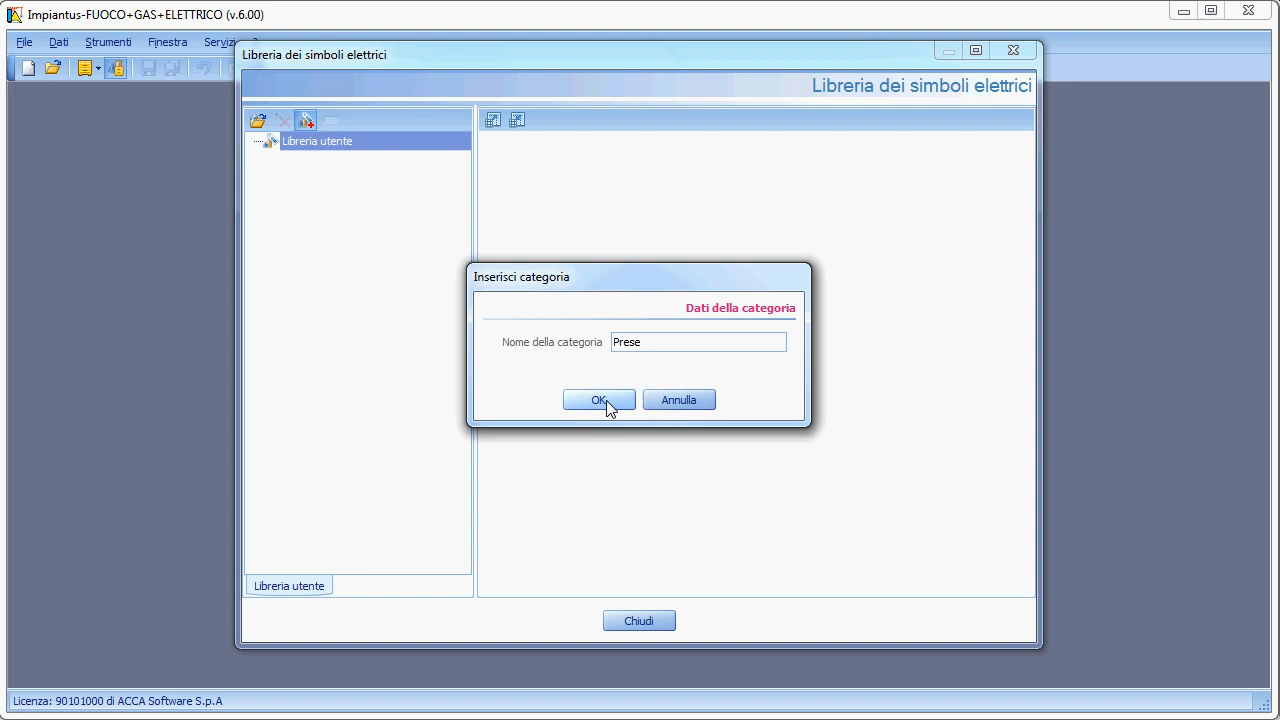 Impiantus-FUOCO+GAS+ELETTRICO (v.6.00)
File Dati Strumenti Finestra Servizi
Libreria dei simboli elettrici
Libreria dei simboli elettrici
Libreria utente
Inserisci categoria
Dati della categoria
Nome della categoria Prese
OK Annulla
Libreria utente
Chiudi
Licenza: 90101000 di ACCA Software S.p.A